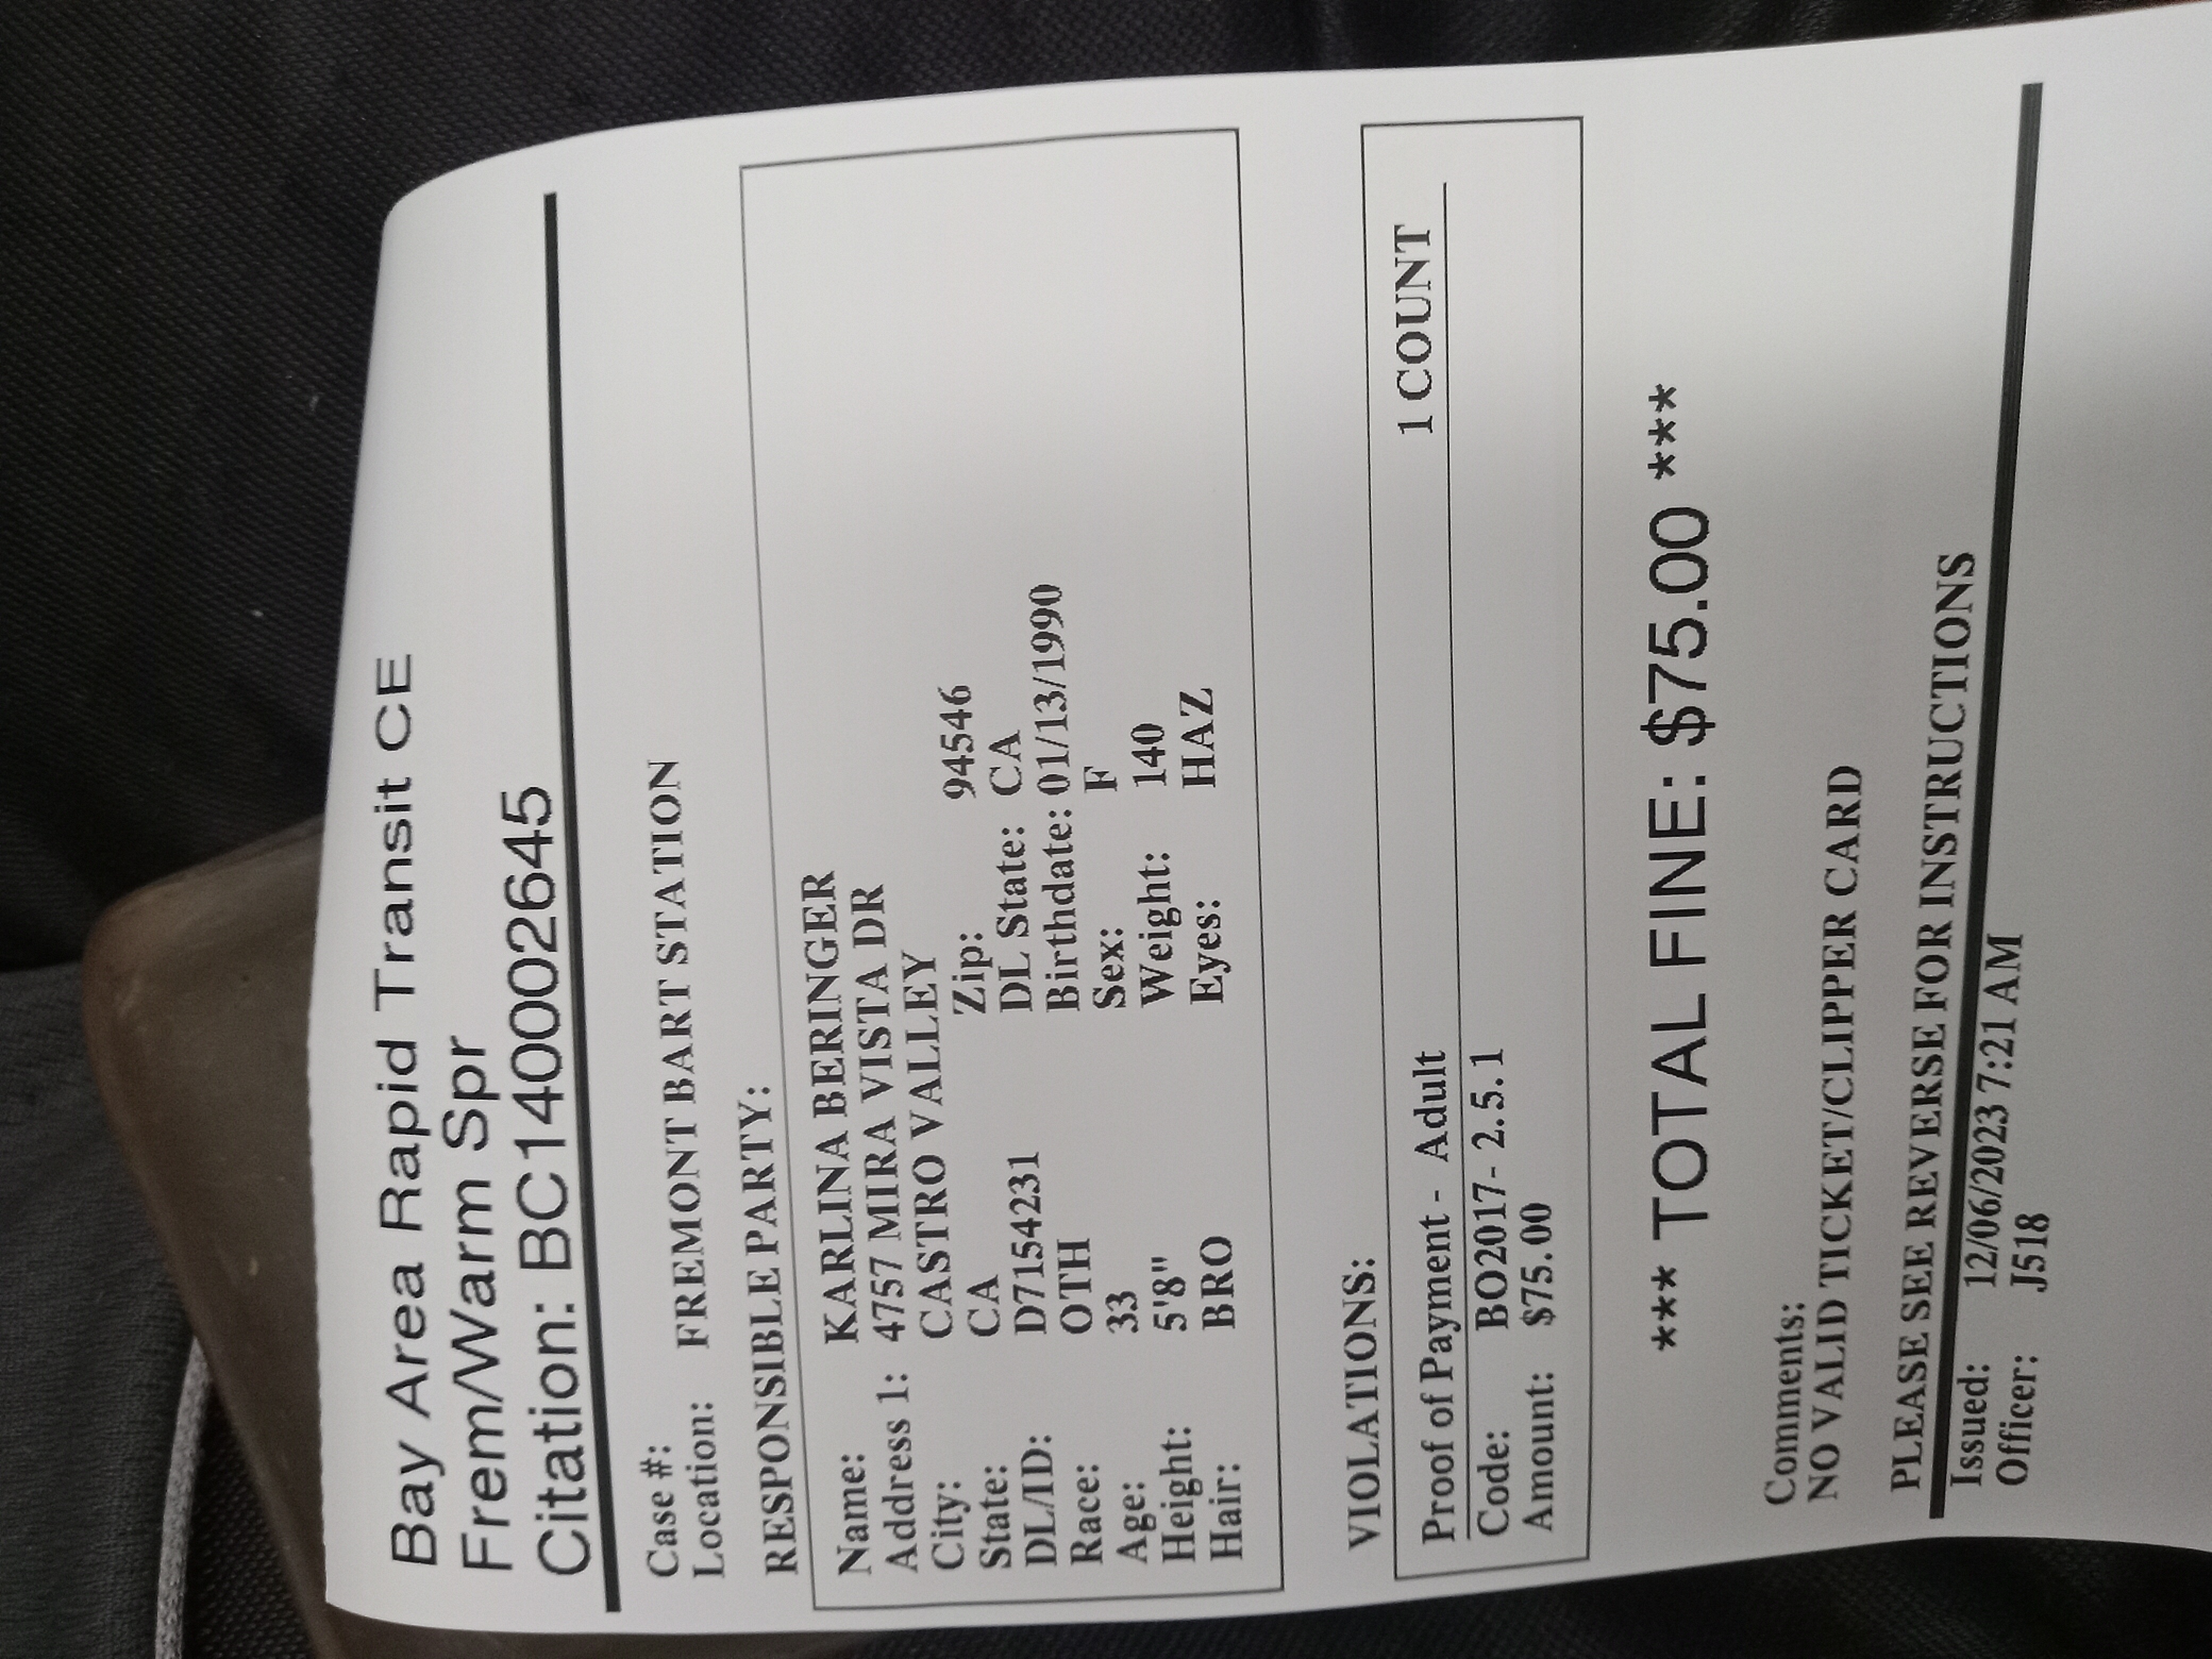 Bay Area Rapid Transit CE
Frem/Warm Spr
Citation: BC140002645
Case #:
Location: FREMONT BART STATION
RESPONSIBLE PARTY:
Name: KARLINA BERINGER
Address 1: 4757 MIRA VISTA DR
City: CASTRO VALLEY
State: CA Zip: 94546
DL/ID: D7154231 DL State: CA
Race: OTH Birthdate: 01/13/1990
Age: 33 Sex: F
Height: 5'8" Weight: 140
Hair: BRO Eyes: HAZ
VIOLATIONS:
1 COUNT
Proof of Payment - Adult
Code: BO2017- 2.5.1
Amount: $75.00
*** TOTAL FINE: $75.00 ***
Comments:
NO VALID TICKET/CLIPPER CARD
PLEASE SEE REVERSE FOR INSTRUCTIONS
Issued: 12/06/2023 7:21 AM
Officer: J518